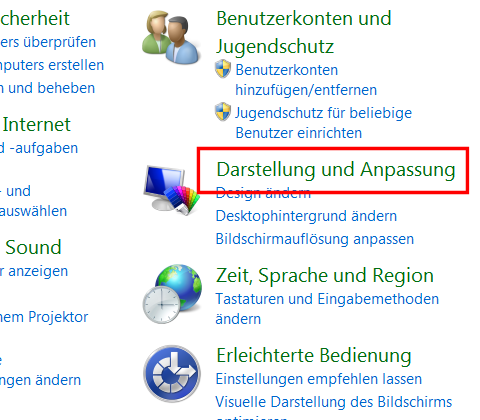 cherheit
ers überprüfen
mputers erstellen
n und beheben
Internet
d -aufgaben
- und
auswählen
Sound
r anzeigen
nem Projektor
e
ngen ändern
Benutzerkonten und
Jugendschutz
Benutzerkonten
hinzufügen/entfernen
Jugendschutz für beliebige
Benutzer einrichten
Darstellung und Anpassung
Design ändern
Desktophintergrund ändern
Bildschirmauflösung anpassen
Zeit, Sprache und Region
Tastaturen und Eingabemethoden
ändern
Erleichterte Bedienung
Einstellungen empfehlen lassen
Visuelle Darstellung des Bildschirms
optimieren